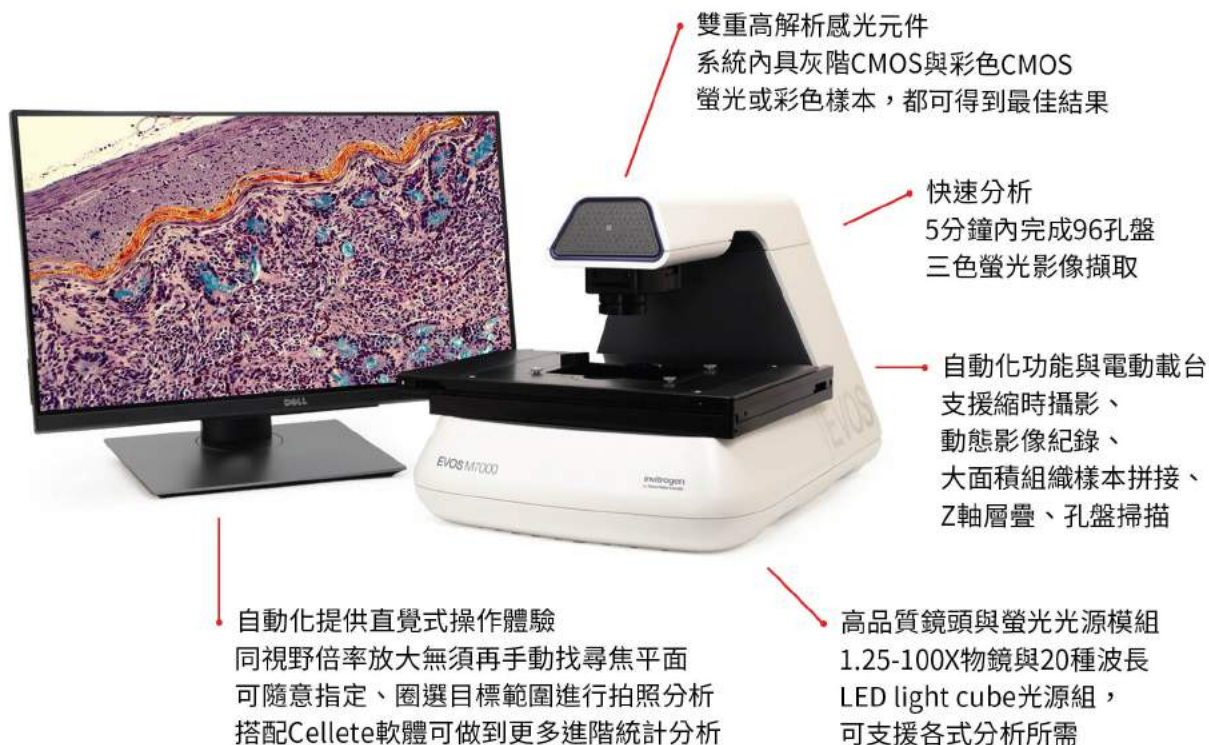 雙重高解析感光元件
系統內具灰階CMOS與彩色CMOS
螢光或彩色樣本，都可得到最佳結果
快速分析
5分鐘內完成96孔盤
三色螢光影像擷取
自動化功能與電動載台
支援縮時攝影、
動態影像紀錄、
大面積組織樣本拼接、
Z軸層疊、孔盤掃描
DELL
EVOS
EVOS M7000
invitrogen
自動化提供直覺式操作體驗
同視野倍率放大無須再手動找尋焦平面
可隨意指定、圈選目標範圍進行拍照分析
搭配Cellete軟體可做到更多進階統計分析
高品質鏡頭與螢光光源模組
1.25-100X物鏡與20種波長
LED light cube光源組，
可支援各式分析所需